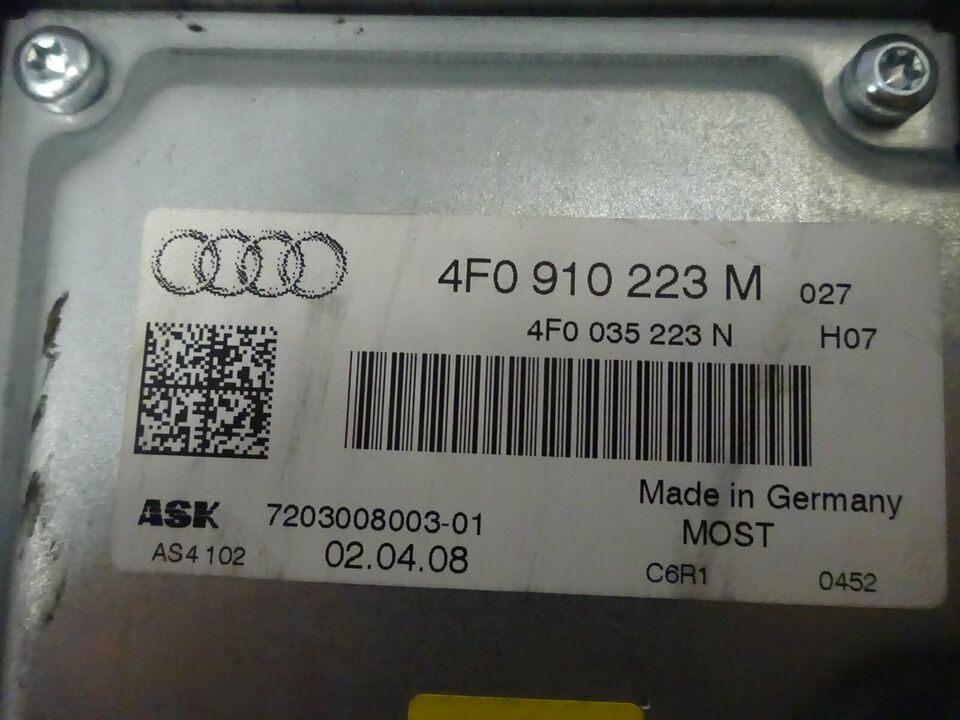 4F0 910 223 M 027
4F0 035 223 N H07
Made in Germany
ASK 7203008003-01
MOST
AS4 102 02.04.08
C6R1 0452